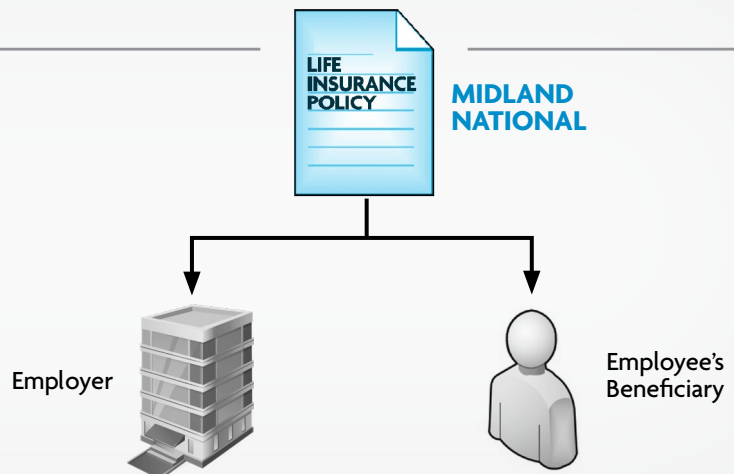 LIFE
INSURANCE
POLICY
MIDLAND
NATIONAL
Employer
Employee's
Beneficiary